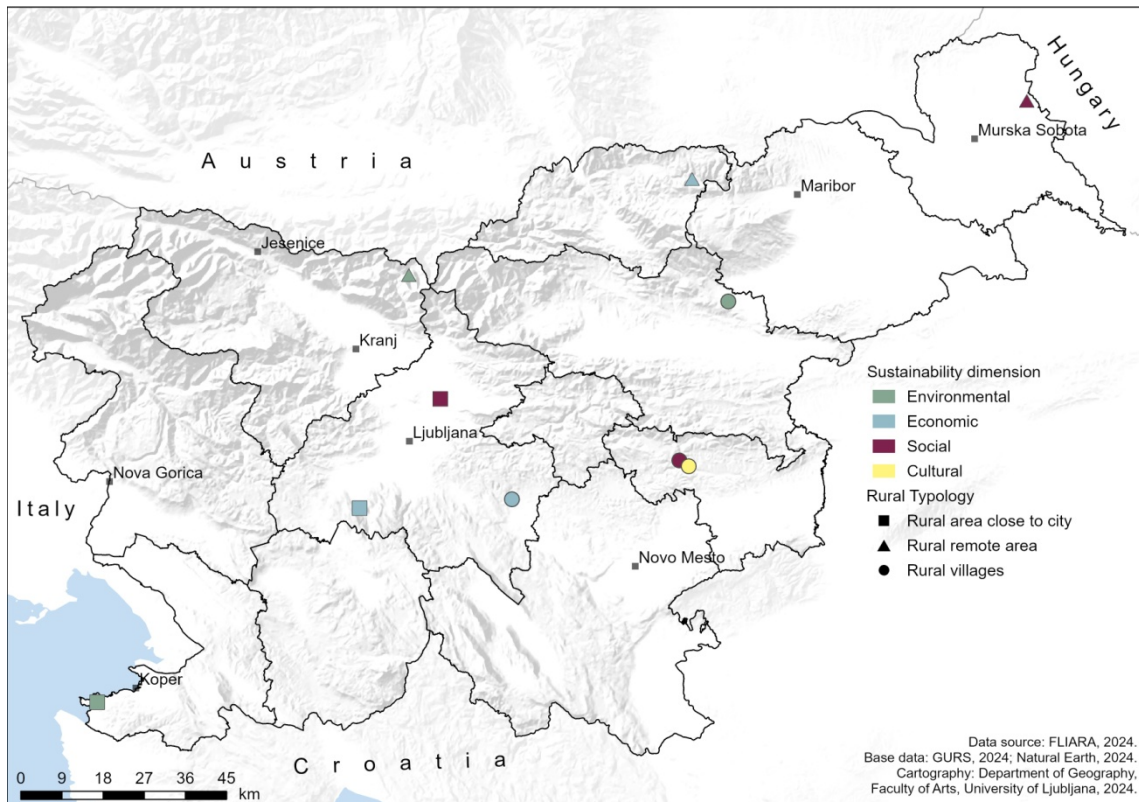 Hungary
Murska Sobota
Austria
Maribor
Jesenice
Kranj
Ljubljana
Nova Gorica
Italy
Novo Mesto
Koper
Croatia
Sustainability dimension
Environmental
Economic
Social
Cultural
Rural Typology
Rural area close to city
Rural remote area
Rural villages
0 9 18 27 36 45
km
Data source: FLIARA, 2024.
Base data: GURS, 2024; Natural Earth, 2024.
Cartography: Department of Geography,
Faculty of Arts, University of Ljubljana, 2024.